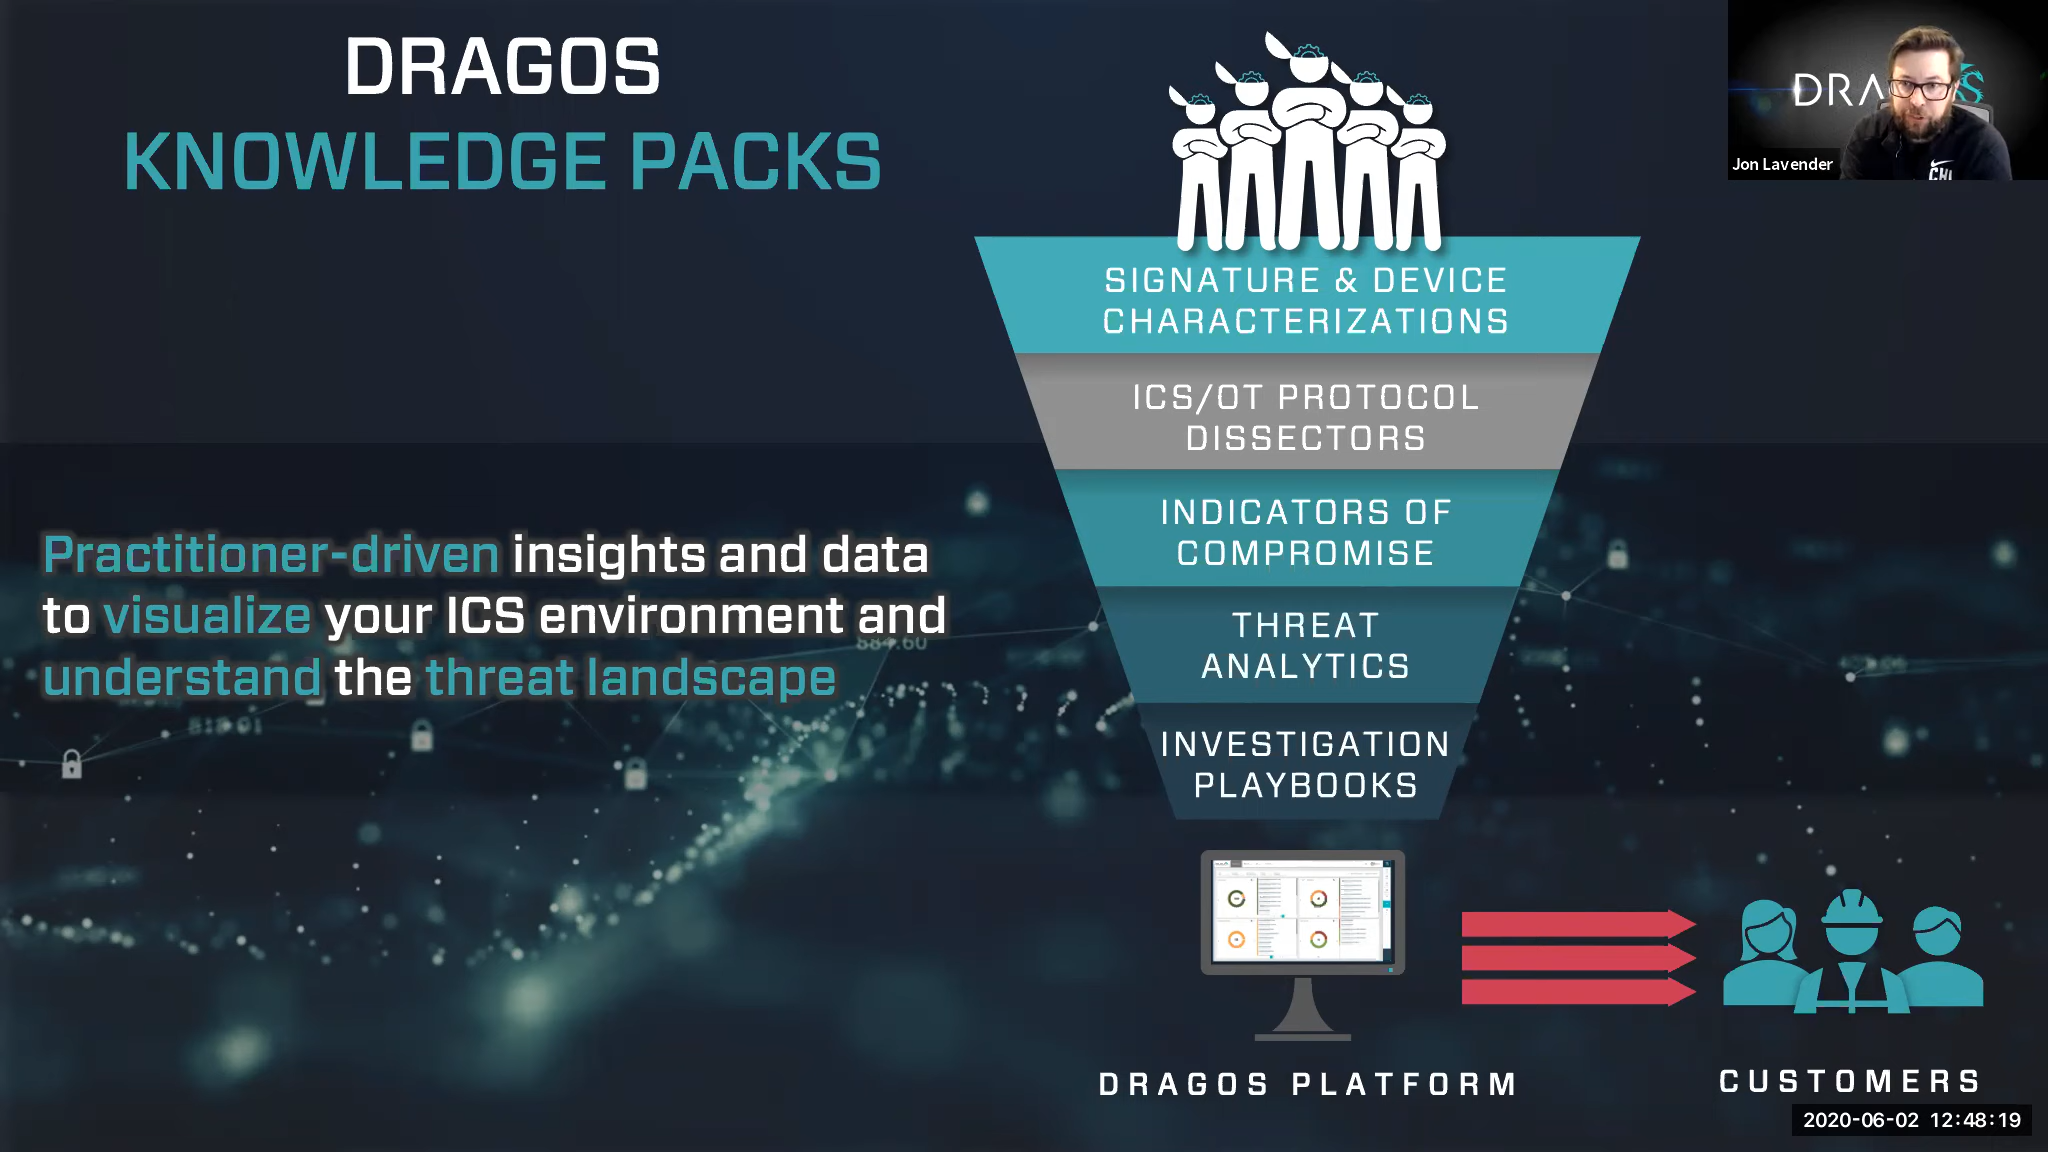 DRAGOS
KNOWLEDGE PACKS
Practitioner-driven insights and data
to visualize your ICS environment and
understand the threat landscape
SIGNATURE & DEVICE
CHARACTERIZATIONS
ICS/OT PROTOCOL
DISSECTORS
INDICATORS OF
COMPROMISE
THREAT
ANALYTICS
INVESTIGATION
PLAYBOOKS
DRAGOS PLATFORM
CUSTOMERS
DRA S
Jon Lavender
CHI
2020-06-02 12:48:19